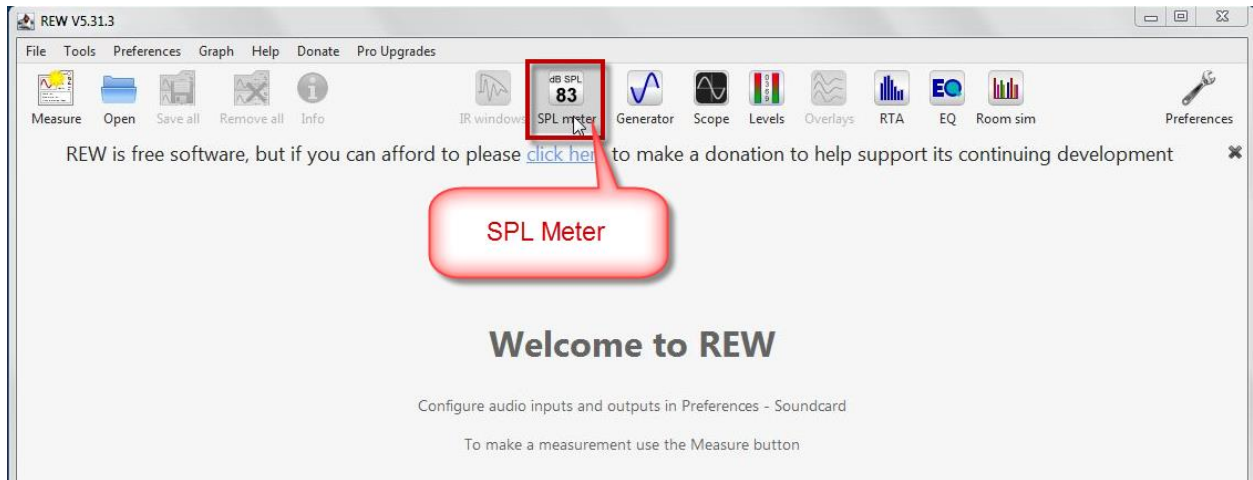 REW V5.31.3
File Tools Preferences Graph Help Donate Pro Upgrades
dB SPL
83
EQ
Measure Open Save all Remove all Info IR windows SPL meter Generator Scope Levels Overlays RTA EQ Room sim Preferences
REW is free software, but if you can afford to please click here to make a donation to help support its continuing development
SPL Meter
Welcome to REW
Configure audio inputs and outputs in Preferences - Soundcard
To make a measurement use the Measure button